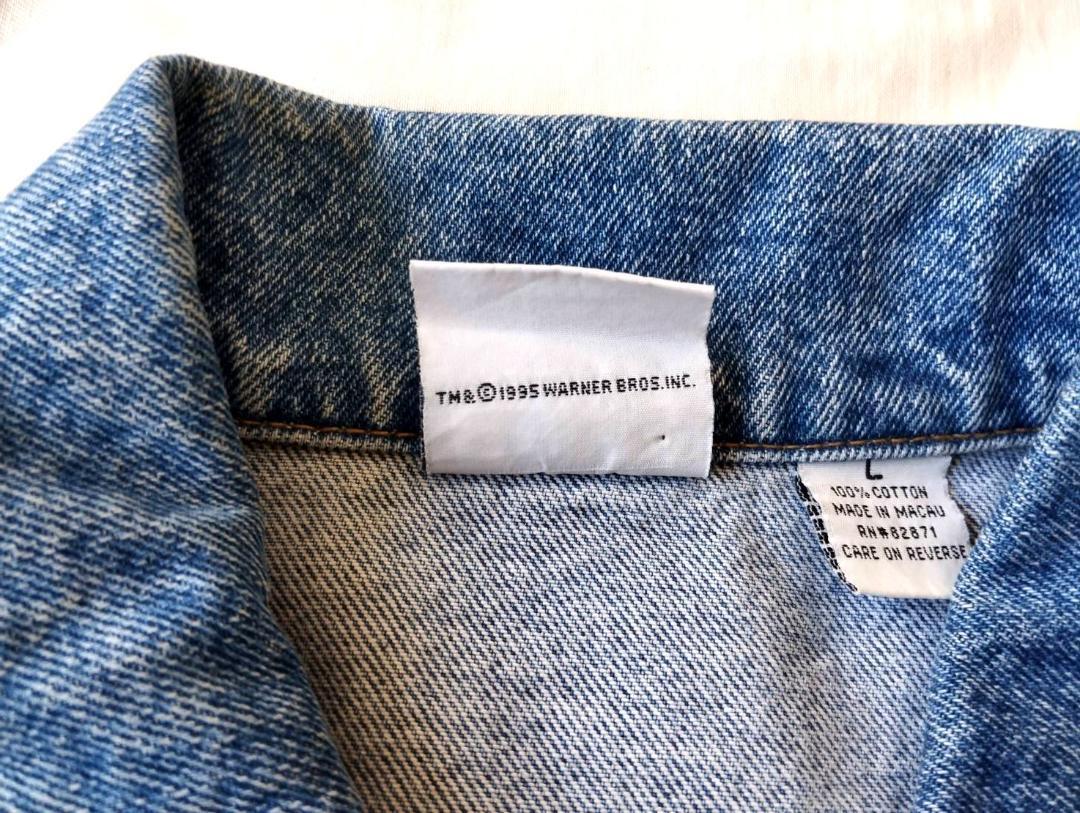 TM&©1995 WARNER BROS.INC.
L
100% COTTON
MADE IN MACAU
RN#82871
CARE ON REVERSE